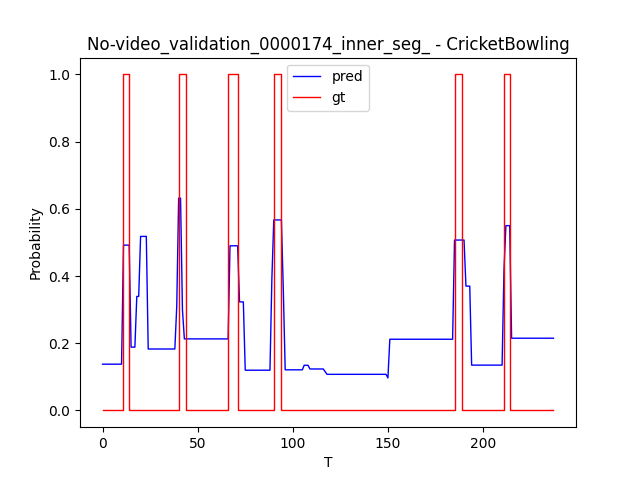 No-video_validation_0000174_inner_seg_ - CricketBowling
pred
gt
1.0
0.8
0.6
0.4
0.2
0.0
Probability
0
50
100
150
200
T